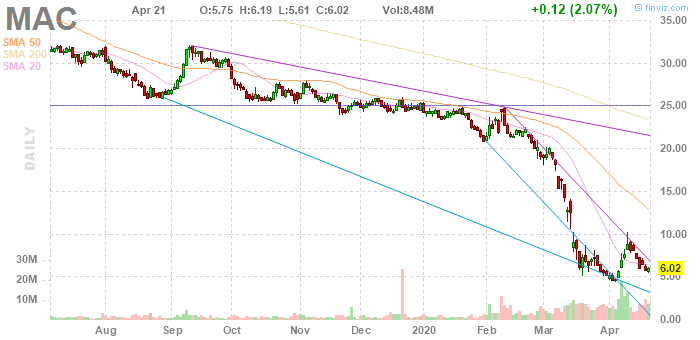 MAC Apr 21 O:5.75 H:6.19 L:5.61 C:6.02 Vol:8.48M +0.12 (2.07%) © finviz.com
SMA 50
SMA 200
SMA 20
DAILY
35.00
30.00
25.00
20.00
15.00
10.00
6.02
5.00
0.00
30M
20M
10M
Aug Sep Oct Nov Dec 2020 Feb Mar Apr